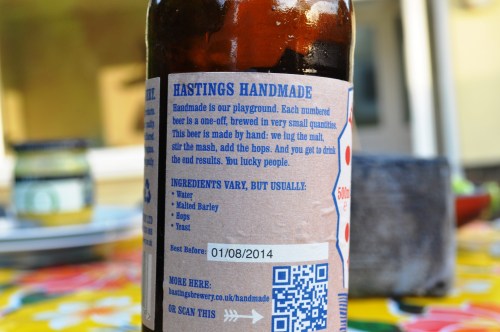 HASTINGS HANDMADE
Handmade is our playground. Each numbered
beer is a one-off, brewed in very small quantities.
This beer is made by hand: we lug the malt,
stir the mash, add the hops. And you get to drink
the end results. You lucky people.
INGREDIENTS VARY, BUT USUALLY:
• Water
• Malted Barley
• Hops
• Yeast
Best Before: 01/08/2014
MORE HERE:
hastingsbrewery.co.uk/handmade
OR SCAN THIS